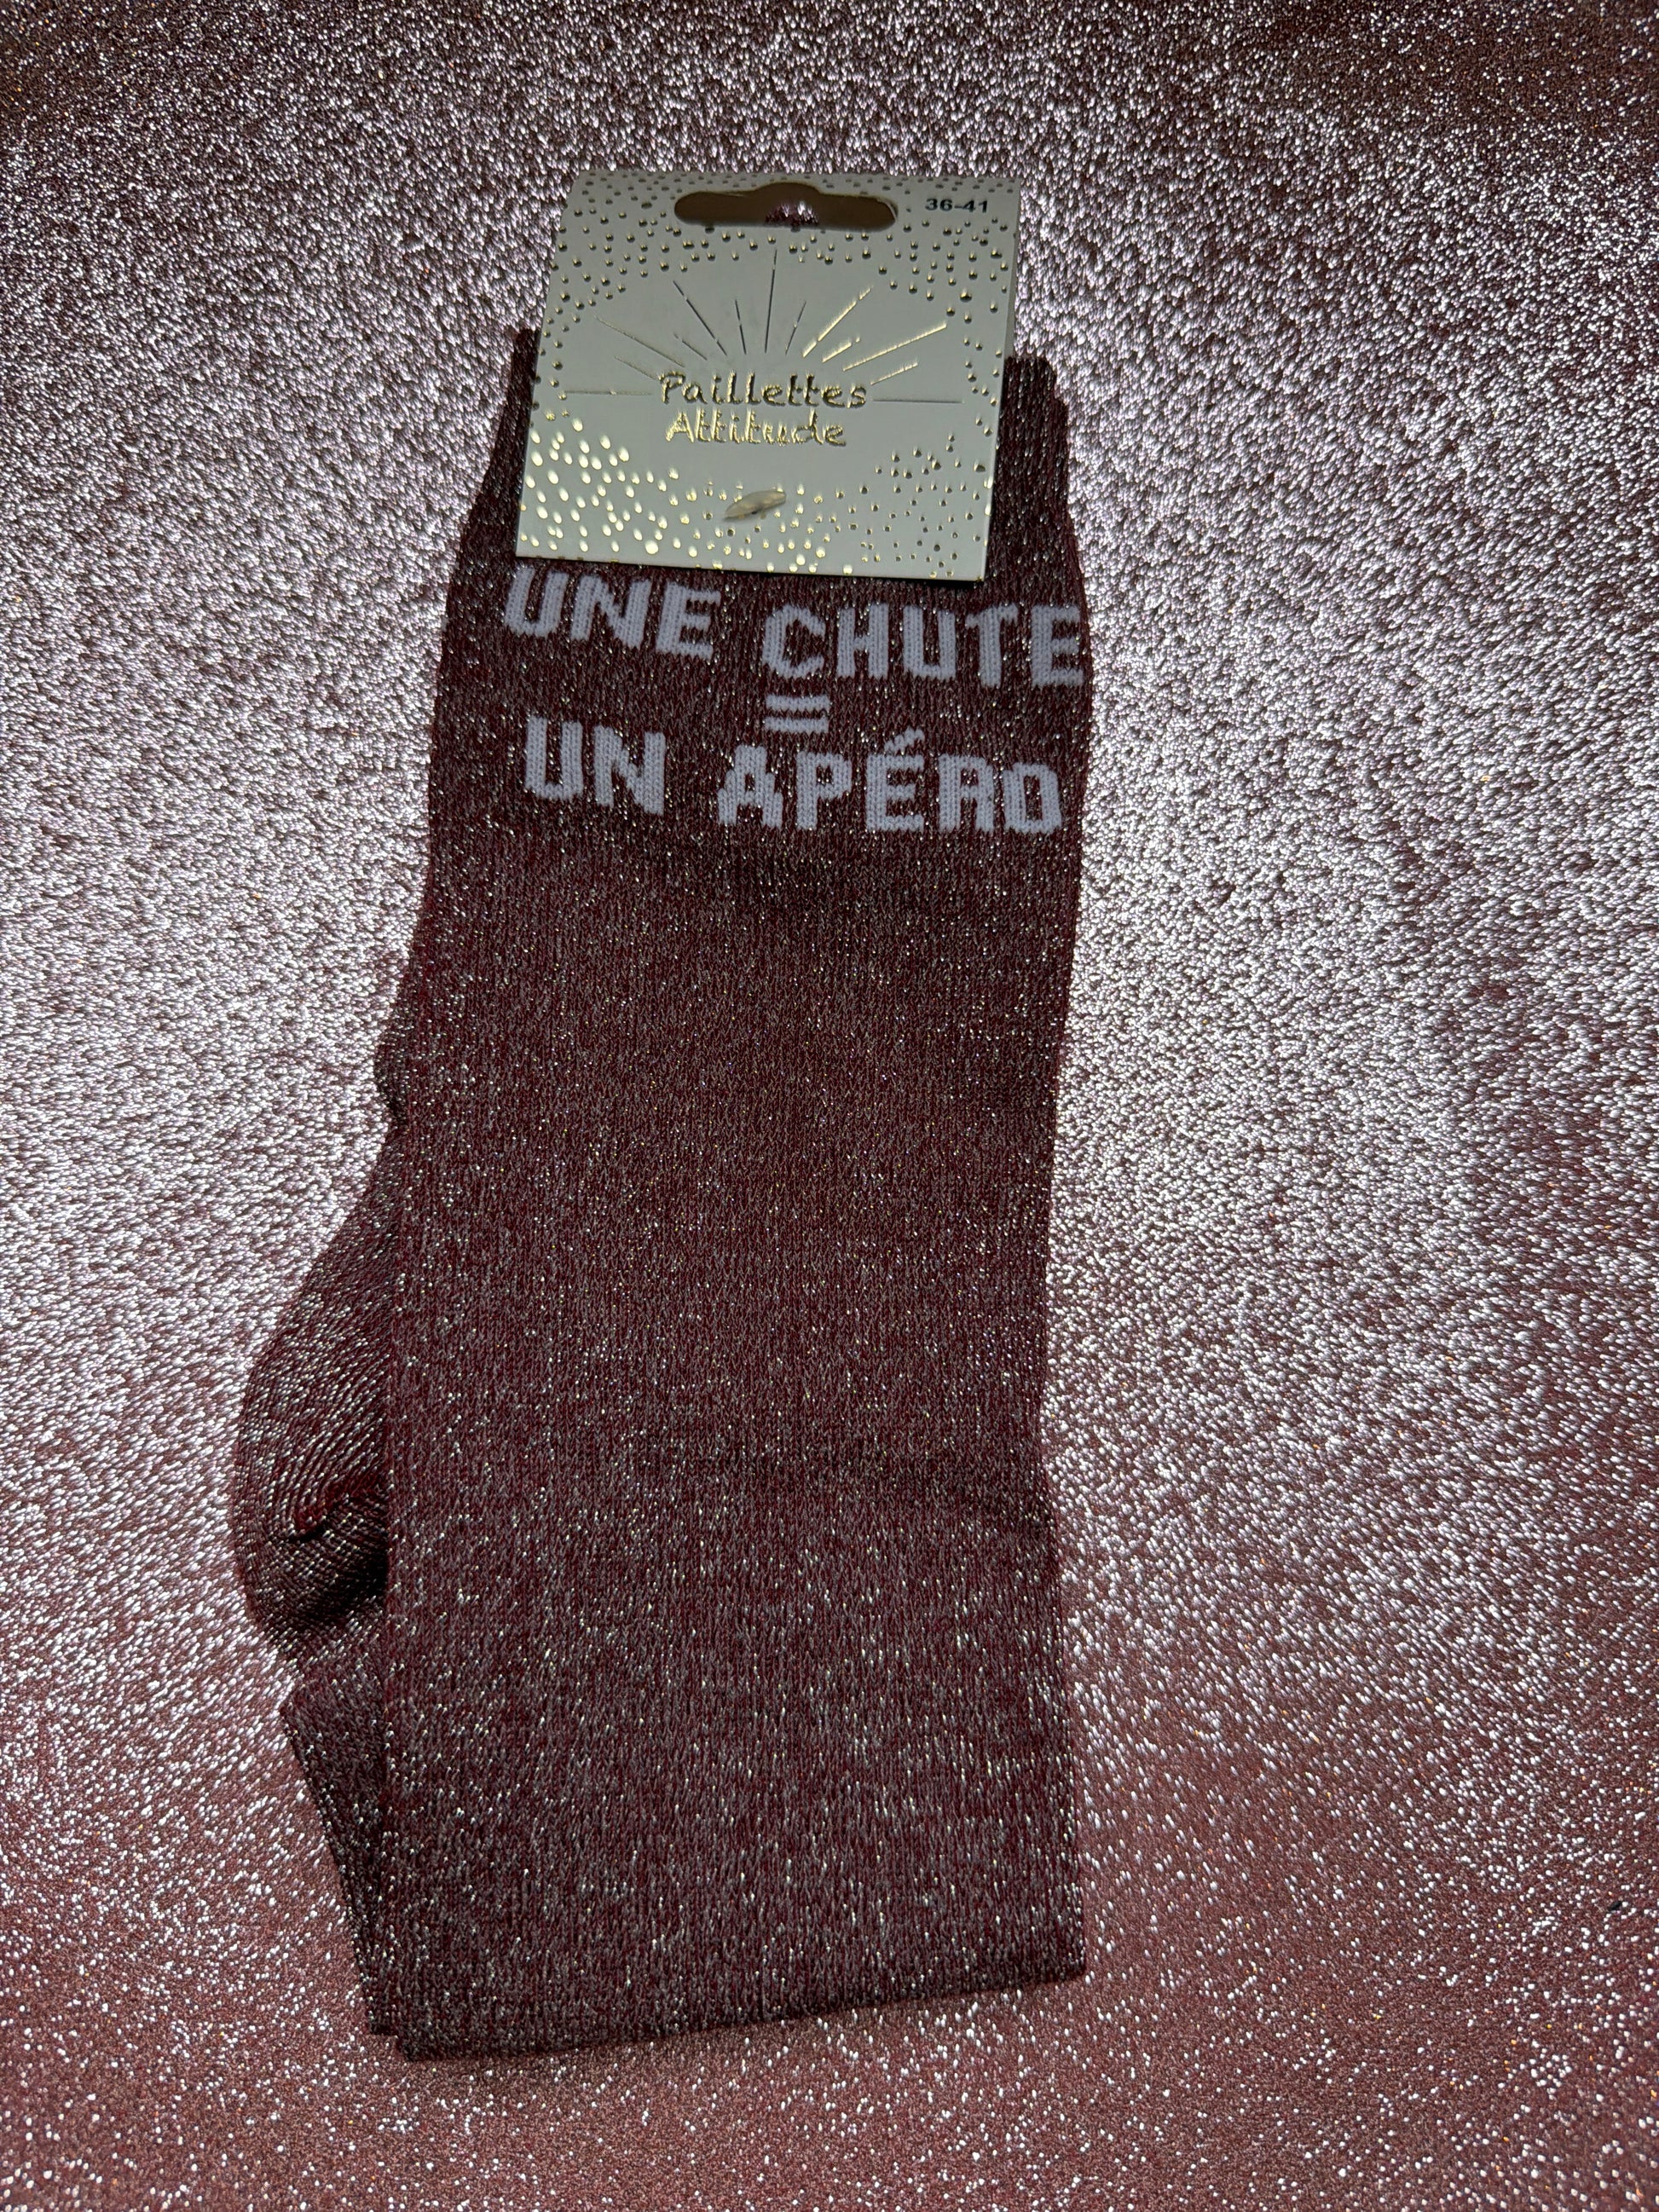 36-41
Paillettes
Attitude
UNE CHUTE
=
UN APÉRO